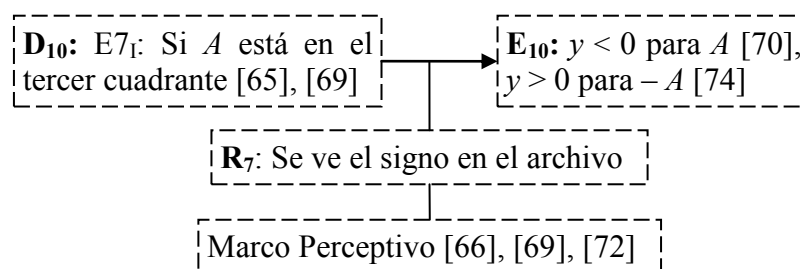 D10: E7I: Si A está en el
tercer cuadrante [65], [69]
E10: y < 0 para A [70],
y > 0 para – A [74]
R7: Se ve el signo en el archivo
Marco Perceptivo [66], [69], [72]